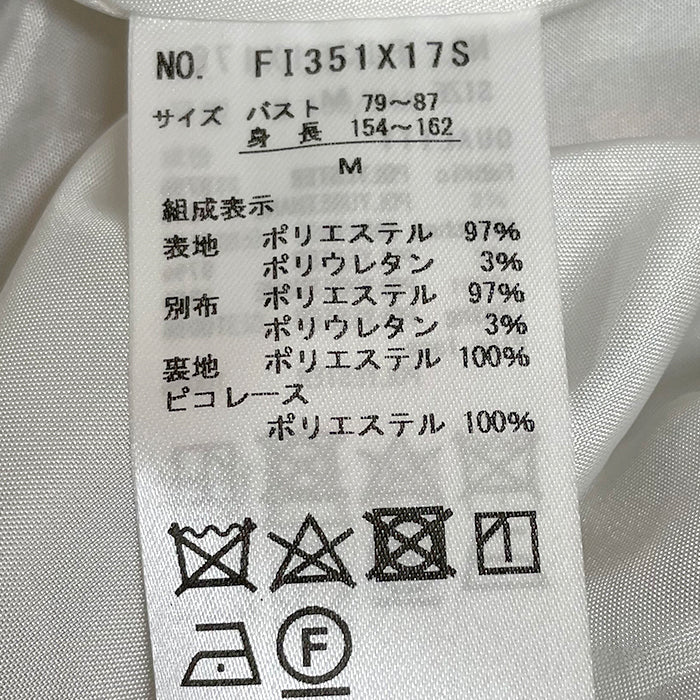 NO. FI351X17S
サイズ バスト 79〜87
身長 154〜162
M
組成表示
表地 ポリエステル 97%
ポリウレタン 3%
別布 ポリエステル 97%
ポリウレタン 3%
裏地 ポリエステル 100%
ピコレース
ポリエステル 100%
F